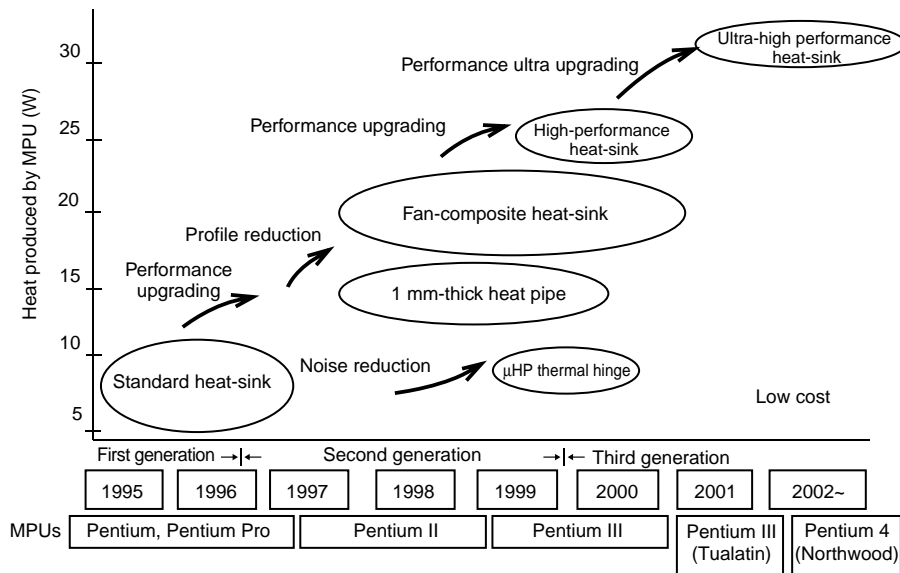 Heat produced by MPU (W)
30
25
20
15
10
5
Ultra-high performance
heat-sink
Performance ultra upgrading
Performance upgrading
High-performance
heat-sink
Fan-composite heat-sink
Profile reduction
Performance
upgrading
1 mm-thick heat pipe
Noise reduction
µHP thermal hinge
Standard heat-sink
Low cost
First generation
Second generation
Third generation
1995
1996
1997
1998
1999
2000
2001
2002~
MPUs
Pentium, Pentium Pro
Pentium II
Pentium III
Pentium III
(Tualatin)
Pentium 4
(Northwood)